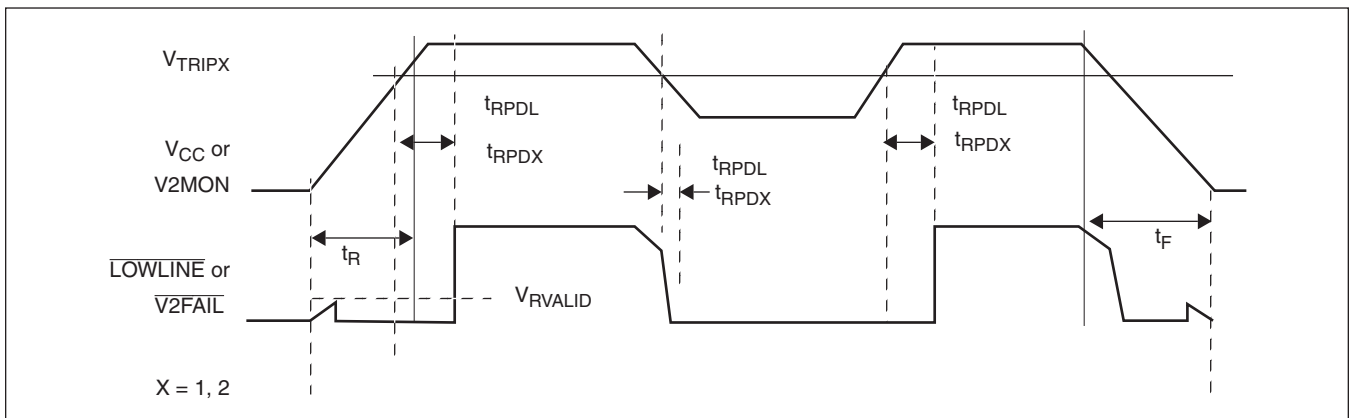 VTRIPX
VCC or
V2MON
tRPDL
tRPDX
tRPDL
tRPDX
tRPDL
tRPDX
tR
tF
LOWLINE or
V2FAIL
VRVALID
X = 1, 2